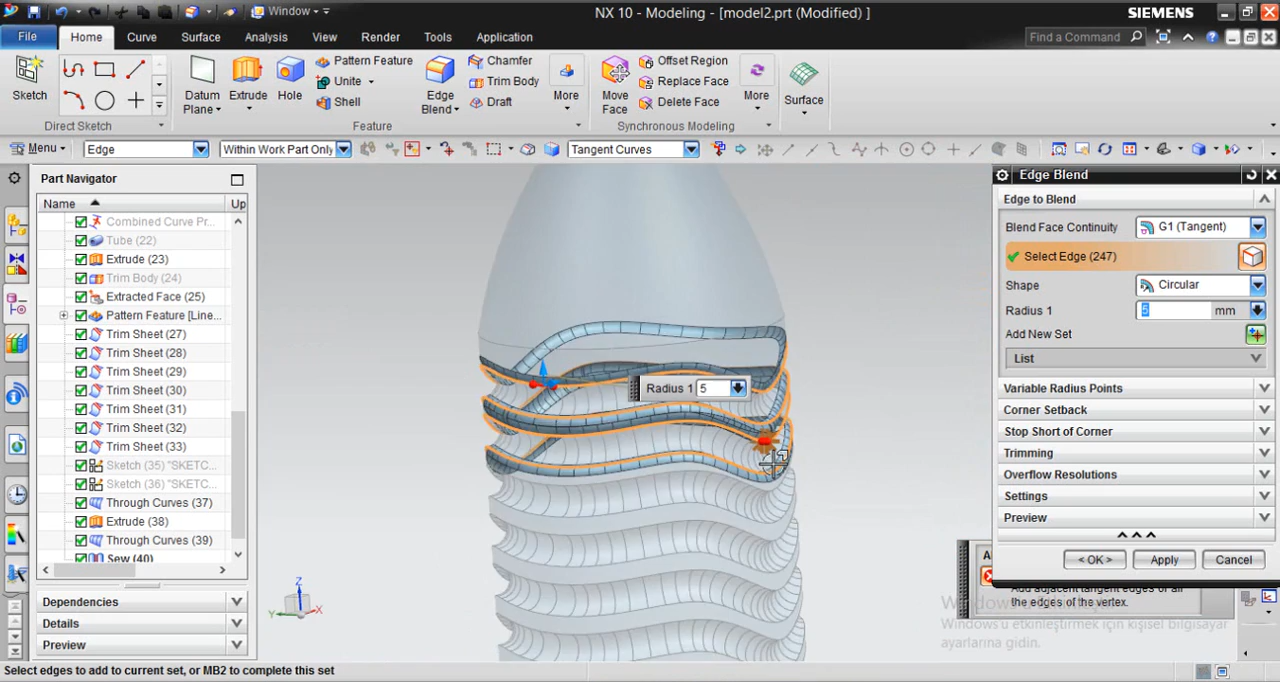 Window
NX 10 - Modeling - [model2.prt (Modified) ]
SIEMENS
File
Home
Curve
Surface
Analysis
View
Render
Tools
Application
Find a Command
Sketch
Direct Sketch
Datum
Plane
Extrude
Hole
Pattern Feature
Unite
Shell
Edge
Blend
Chamfer
Trim Body
Draft
More
Feature
Move
Face
Offset Region
Replace Face
Delete Face
More
Synchronous Modeling
Surface
Menu
Edge
Within Work Part Only
Tangent Curves
Part Navigator
Name
Up
Combined Curve Pr...
Tube (22)
Extrude (23)
Trim Body (24)
Extracted Face (25)
Pattern Feature [Line...
Trim Sheet (27)
Trim Sheet (28)
Trim Sheet (29)
Trim Sheet (30)
Trim Sheet (31)
Trim Sheet (32)
Trim Sheet (33)
Sketch (35) "SKETC...
Sketch (36) "SKETC...
Through Curves (37)
Extrude (38)
Through Curves (39)
Sew (40)
Dependencies
Details
Preview
Radius 1 5
Z
Y
X
Edge Blend
Edge to Blend
Blend Face Continuity
G1 (Tangent)
Select Edge (247)
Shape
Circular
Radius 1
5
mm
Add New Set
List
Variable Radius Points
Corner Setback
Stop Short of Corner
Trimming
Overflow Resolutions
Settings
Preview
< OK >
Apply
Cancel
Add adjacent tangent edges or all
the edges of the vertex.
Windows'u etkinleştirmek için kişisel bilgisayar
ayarlarına gidin.
Select edges to add to current set, or MB2 to complete this set